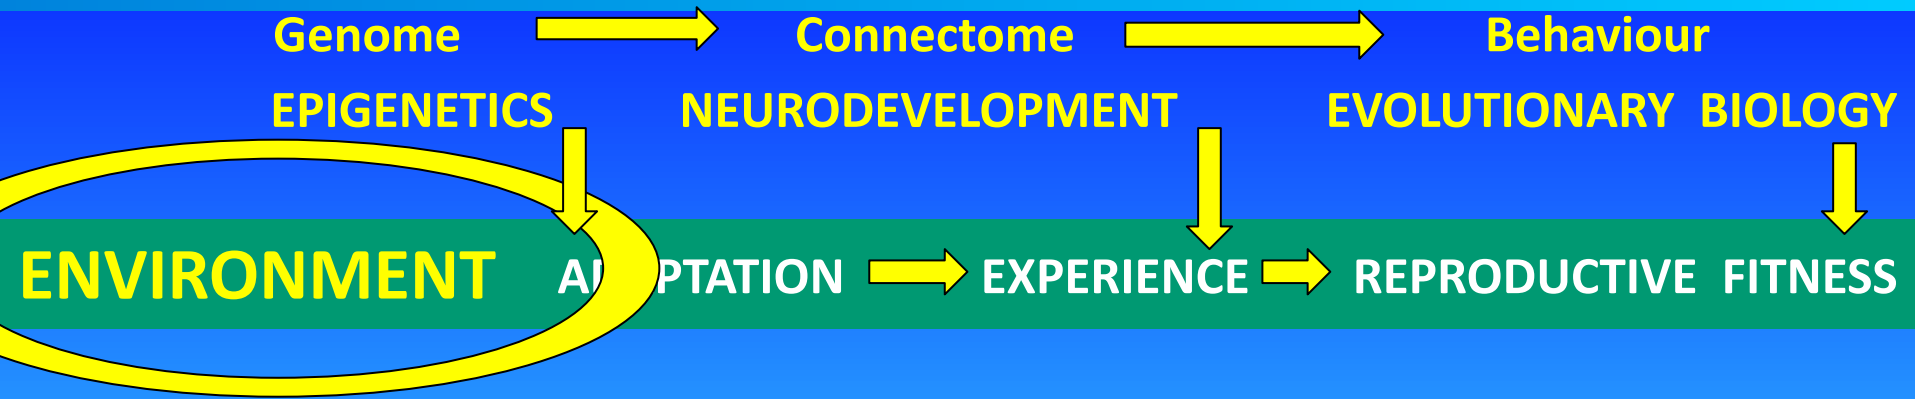 Genome Connectome Behaviour
EPIGENETICS NEURODEVELOPMENT EVOLUTIONARY BIOLOGY
ENVIRONMENT EXPERIENCE REPRODUCTIVE FITNESS